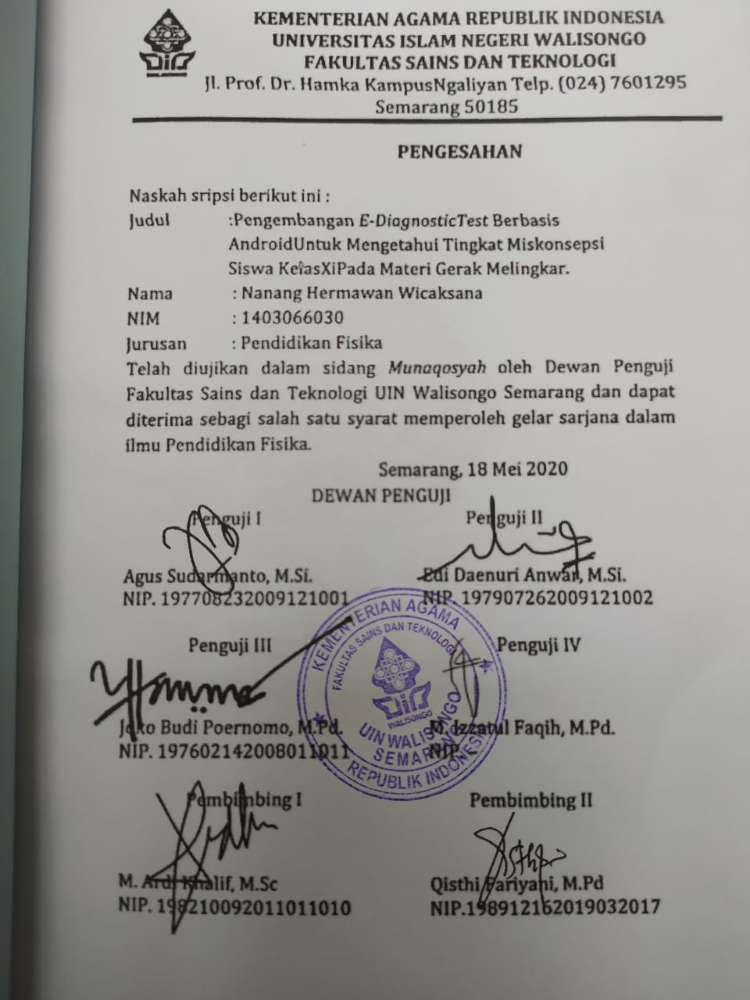 KEMENTERIAN AGAMA REPUBLIK INDONESIA
UNIVERSITAS ISLAM NEGERI WALISONGO
FAKULTAS SAINS DAN TEKNOLOGI
Jl. Prof. Dr. Hamka KampusNgaliyan Telp. (024) 7601295
Semarang 50185
PENGESAHAN
Naskah sripsi berikut ini :
Judul :Pengembangan E-DiagnosticTest Berbasis
AndroidUntuk Mengetahui Tingkat Miskonsepsi
Siswa KelasXiPada Materi Gerak Melingkar.
Nama : Nanang Hermawan Wicaksana
NIM : 1403066030
Jurusan : Pendidikan Fisika
Telah diujikan dalam sidang Munaqosyah oleh Dewan Penguji
Fakultas Sains dan Teknologi UIN Walisongo Semarang dan dapat
diterima sebagi salah satu syarat memperoleh gelar sarjana dalam
ilmu Pendidikan Fisika.
Semarang, 18 Mei 2020
DEWAN PENGUJI
Penguji I Penguji II
Agus Sudarmanto, M.Si. Edi Daenuri Anwar, M.Si.
NIP. 197708232009121001 NIP. 197907262009121002
KEMENTERIAN AGAMA
FAKULTAS SAINS DAN TEKNOLOGI
WALISONGO
UIN WALISONGO
SEMARANG
REPUBLIK INDONESIA
Penguji III Penguji IV
Joko Budi Poernomo, M.Pd. M. Izzatul Faqih, M.Pd.
NIP. 197602142008011011 NIP.
Pembimbing I Pembimbing II
M. Ardi Khalif, M.Sc Qisthi Fariyani, M.Pd
NIP. 198210092011011010 NIP.198912162019032017